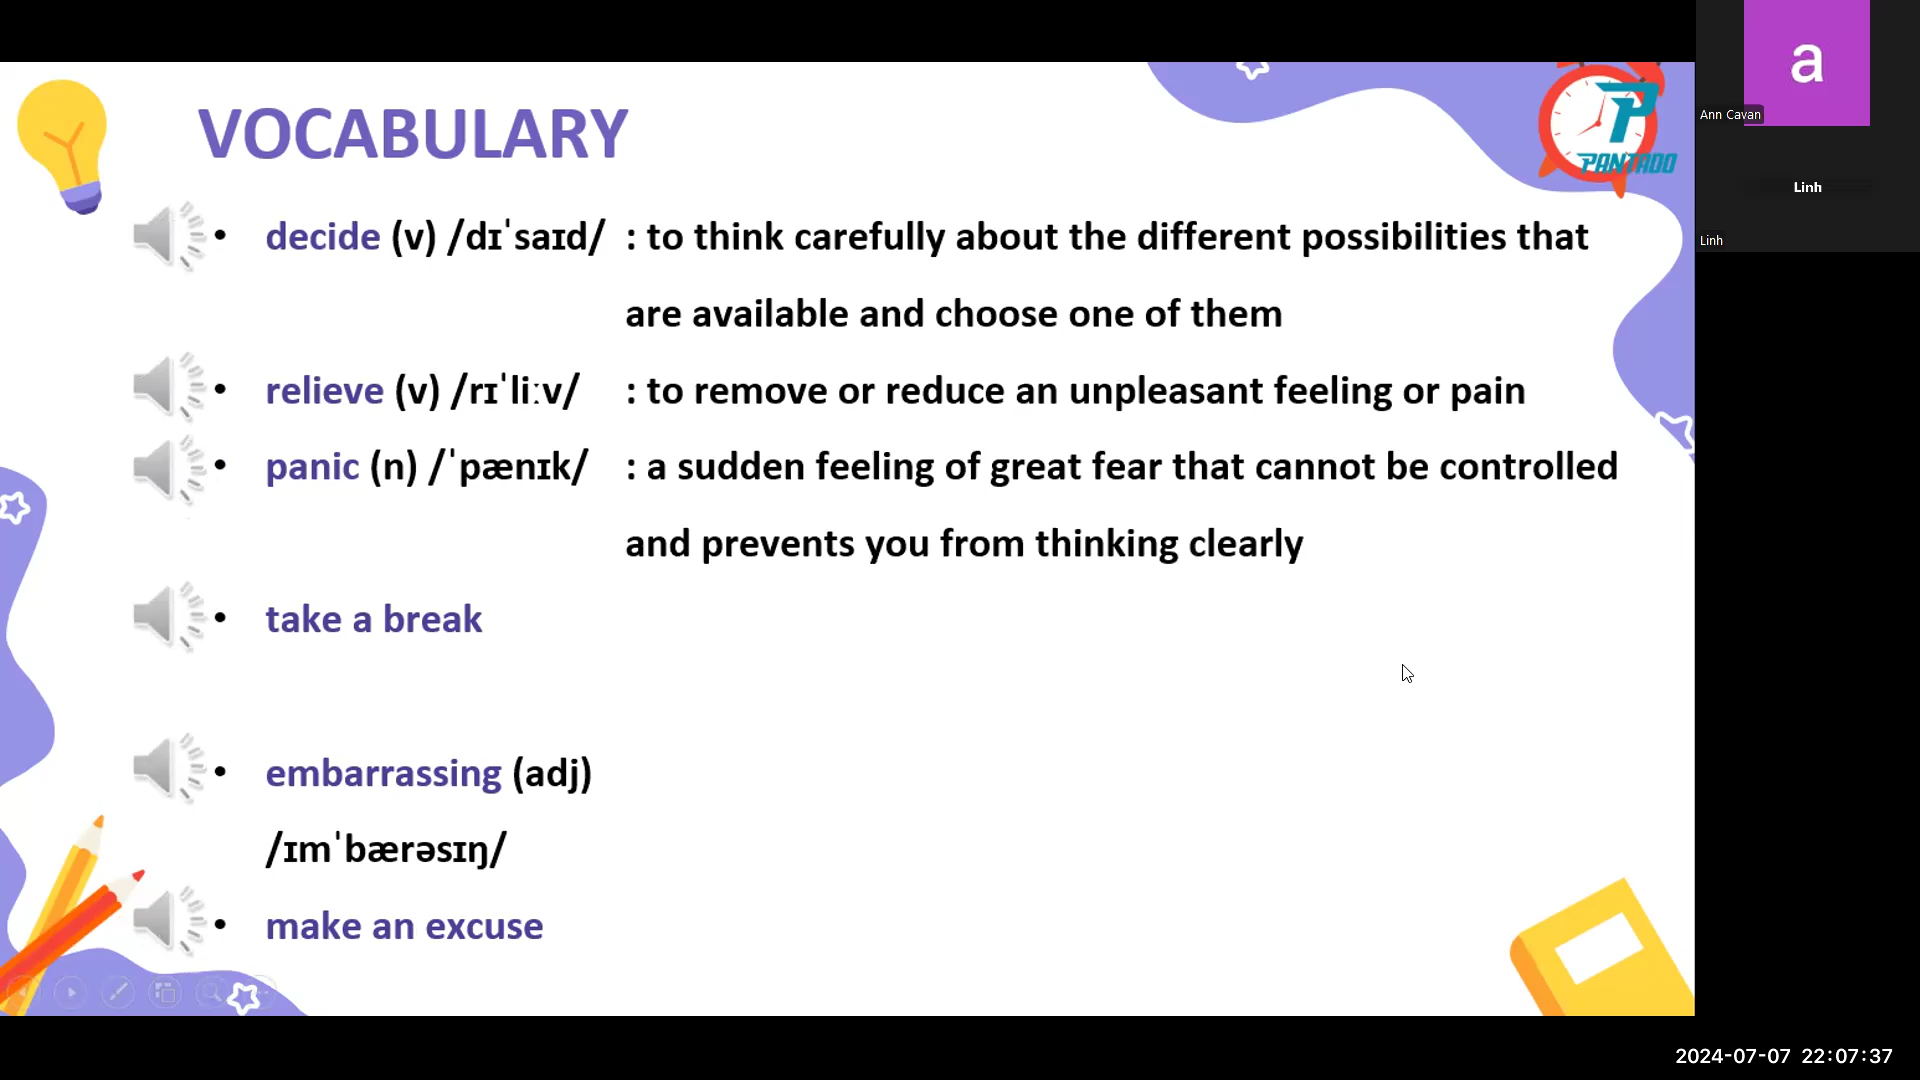 VOCABULARY
PANTADO
• decide (v) /dɪˈsaɪd/ : to think carefully about the different possibilities that
are available and choose one of them
• relieve (v) /rɪˈliːv/ : to remove or reduce an unpleasant feeling or pain
• panic (n) /ˈpænɪk/ : a sudden feeling of great fear that cannot be controlled
and prevents you from thinking clearly
• take a break
• embarrassing (adj)
/ɪmˈbærəsɪŋ/
• make an excuse
a
Ann Cavan
Linh
Linh
2024-07-07 22:07:37